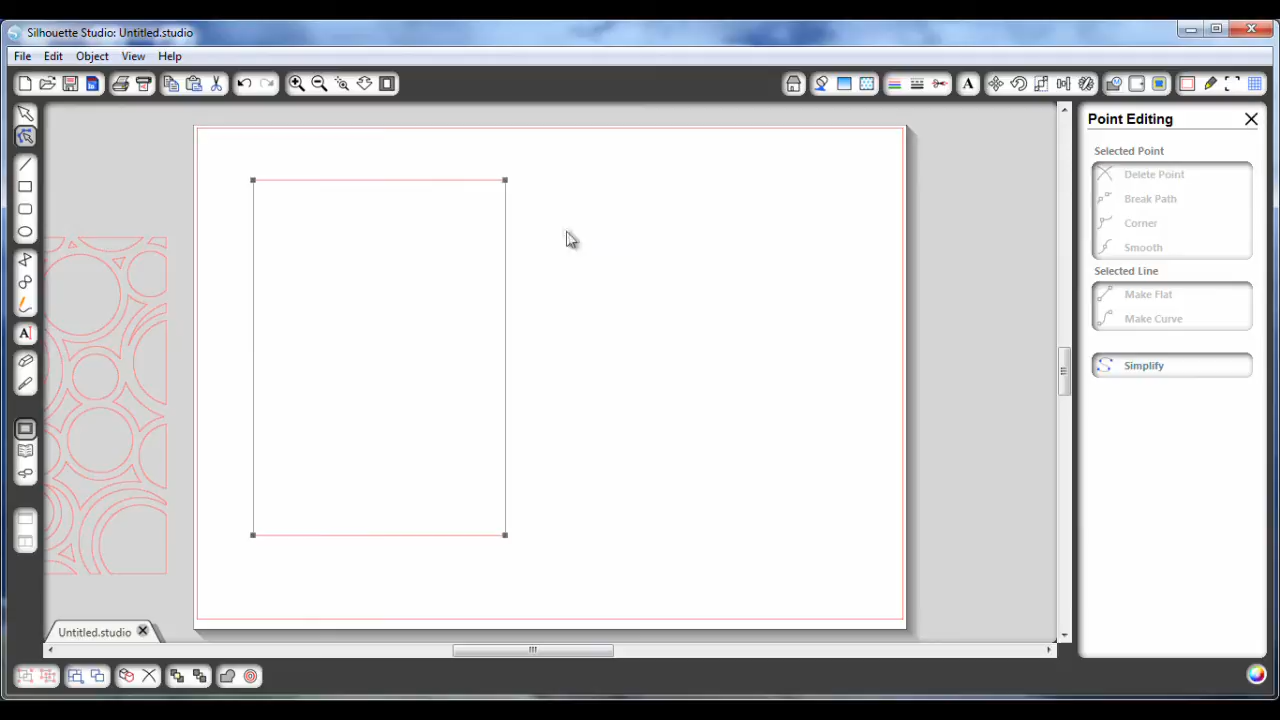 Silhouette Studio: Untitled.studio
File Edit Object View Help
A
Point Editing
Selected Point
Delete Point
Break Path
Corner
Smooth
Selected Line
Make Flat
Make Curve
Simplify
A
Untitled.studio